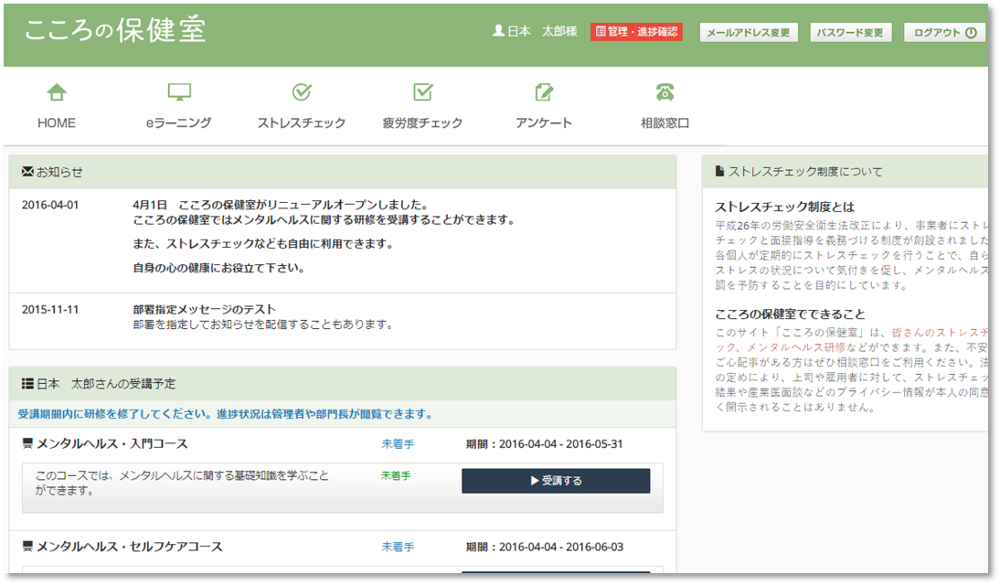 こころの保健室
日本　太郎様
管理・進捗確認
メールアドレス変更
パスワード変更
ログアウト
HOME
eラーニング
ストレスチェック
疲労度チェック
アンケート
相談窓口
お知らせ
2016-04-01
4月1日　こころの保健室がリニューアルオープンしました。
こころの保健室ではメンタルヘルスに関する研修を受講することができます。
また、ストレスチェックなども自由に利用できます。
自身の心の健康にお役立て下さい。
2015-11-11
部署指定メッセージのテスト
部署を指定してお知らせを配信することもあります。
日本　太郎さんの受講予定
受講期間内に研修を修了してください。進捗状況は管理者や部門長が閲覧できます。
メンタルヘルス・入門コース
未着手
期間：2016-04-04 - 2016-05-31
このコースでは、メンタルヘルスに関する基礎知識を学ぶこと
ができます。
未着手
受講する
メンタルヘルス・セルフケアコース
未着手
期間：2016-04-04 - 2016-06-03
ストレスチェック制度について
ストレスチェック制度とは
平成26年の労働安全衛生法改正により、事業者にストレ
チェックと面接指導を義務づける制度が創設されました
各個人が定期的にストレスチェックを行うことで、自ら
ストレスの状況について気付きを促し、メンタルヘルス
調を予防することを目的にしています。
こころの保健室でできること
このサイト「こころの保健室」は、皆さんのストレスチ
ック、メンタルヘルス研修などができます。また、不安
ご心配事がある方はぜひ相談窓口をご利用ください。法
の定めにより、上司や雇用者に対して、ストレスチェッ
結果や産業医面談などのプライバシー情報が本人の同意
く開示されることはありません。